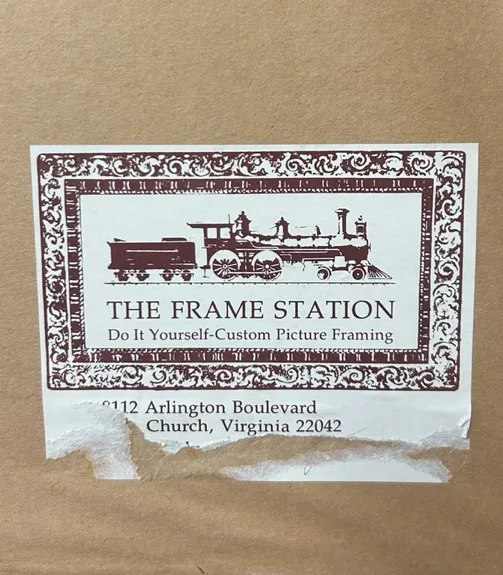 THE FRAME STATION
Do It Yourself-Custom Picture Framing
8112 Arlington Boulevard
Church, Virginia 22042